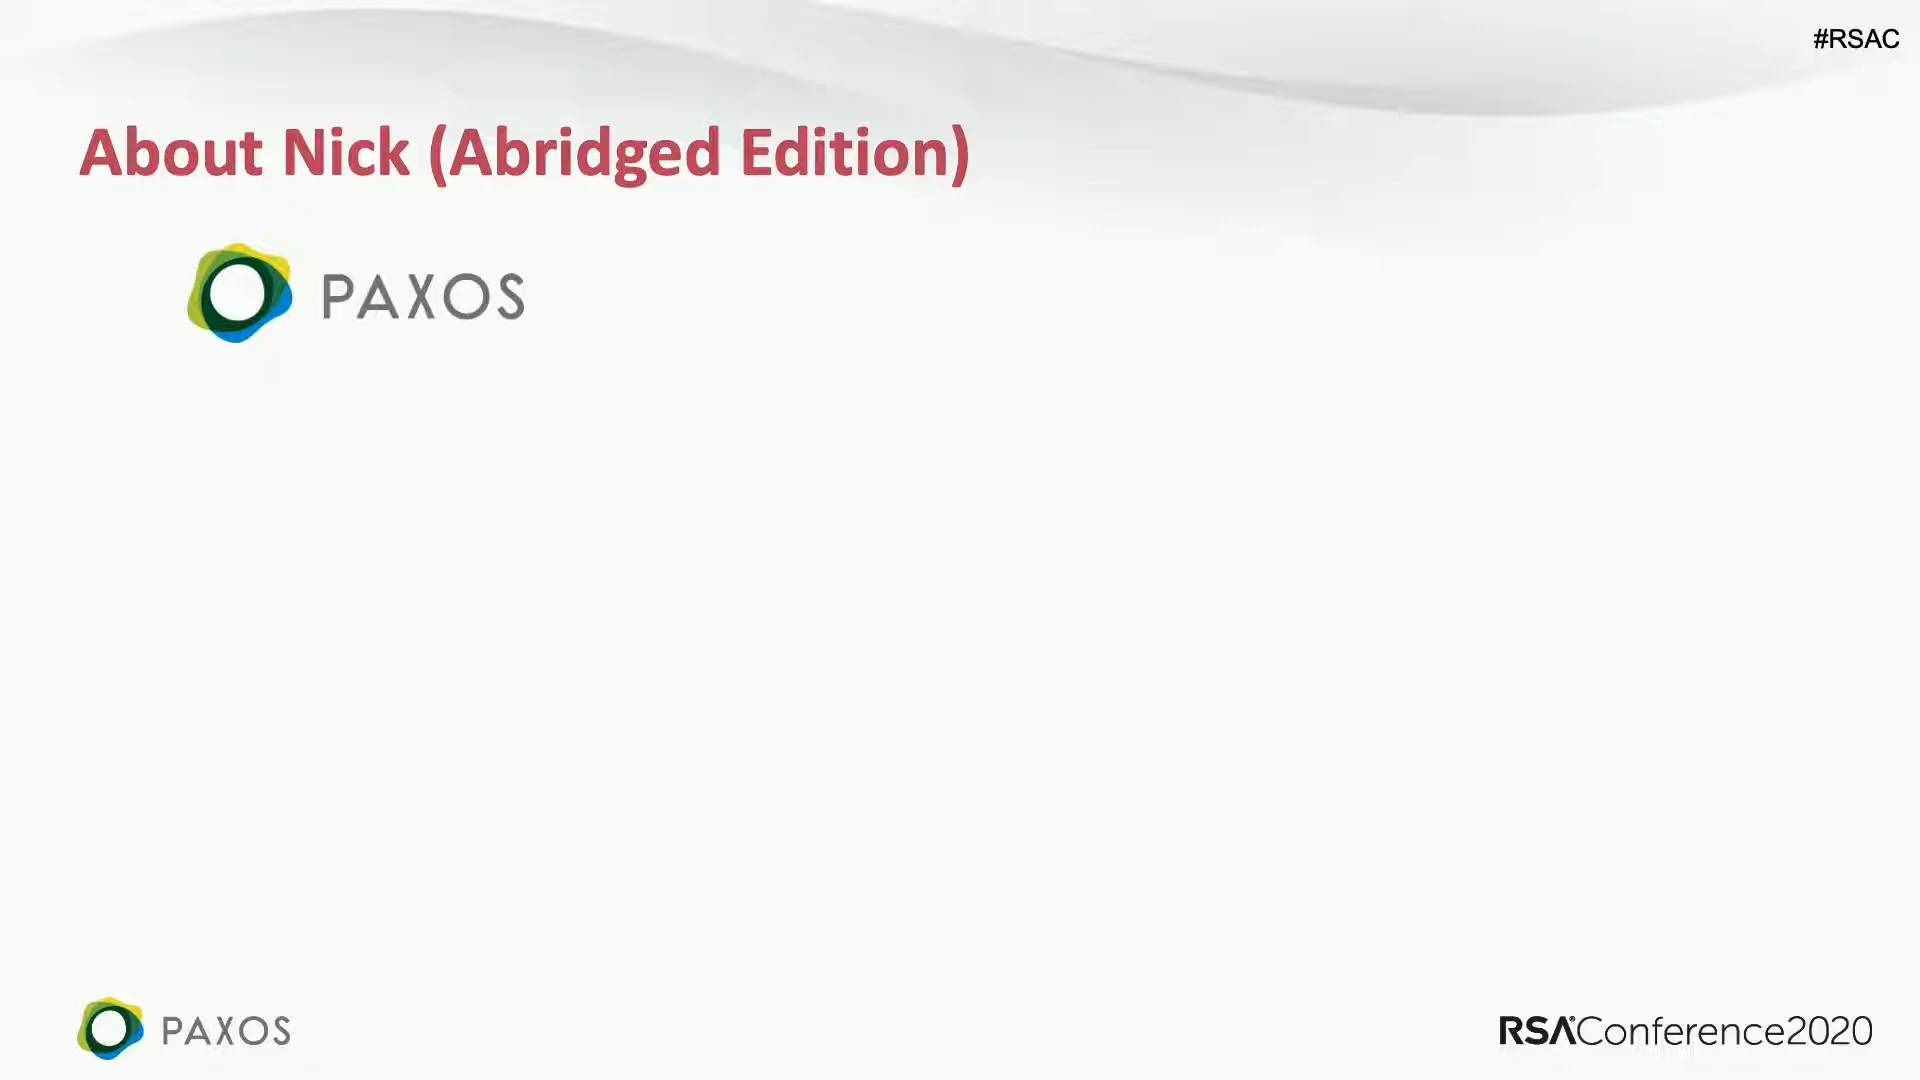 #RSAC
About Nick (Abridged Edition)
PAXOS
PAXOS
RSAConference2020